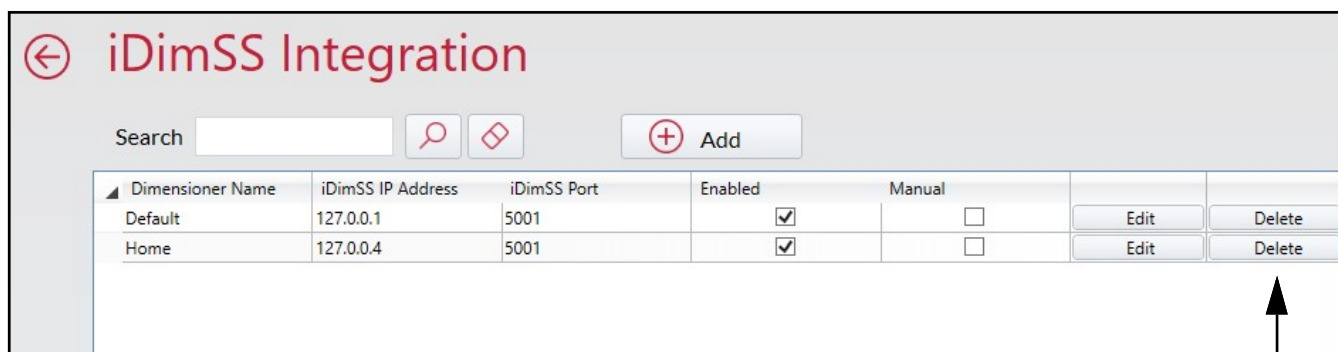 iDimSS Integration
Search Add
Dimensioner Name iDimSS IP Address iDimSS Port Enabled Manual
Default 127.0.0.1 5001 Edit Delete
Home 127.0.0.4 5001 Edit Delete